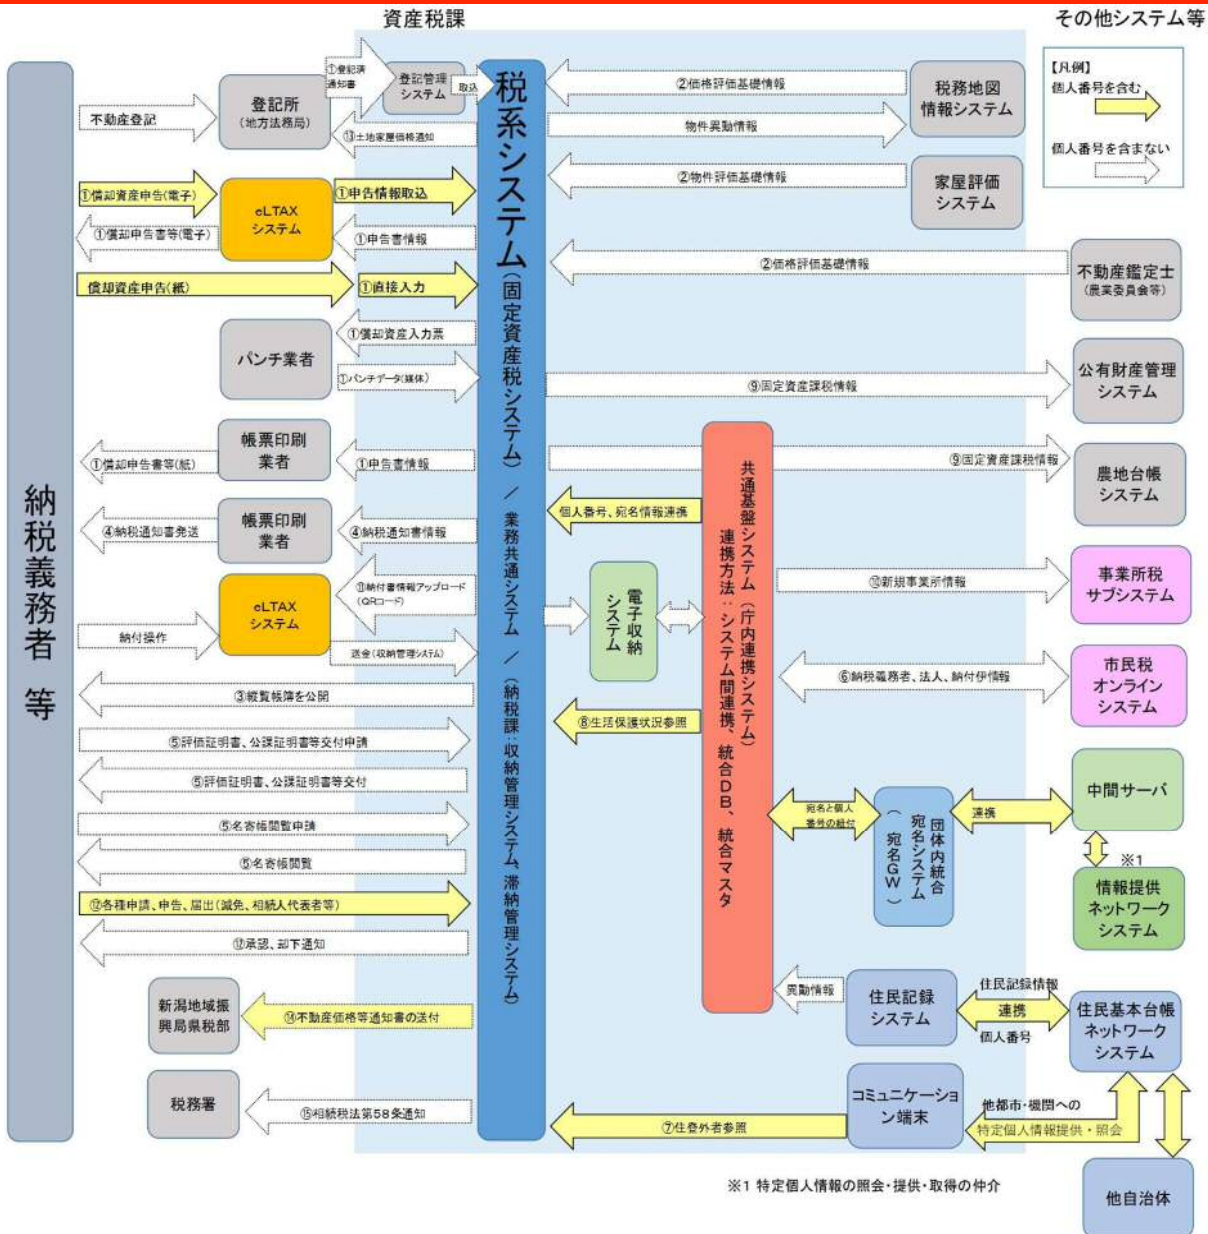 資産税課
その他システム等
【凡例】
個人番号を含む
個人番号を含まない
納税義務者 等
不動産登記
登記所
(地方法務局)
①登記済
通知書
登記管理
システム
取込
⑬土地家屋価格通知
①償却資産申告(電子)
eLTAX
システム
①申告情報取込
①償却申告書等(電子)
①申告書情報
償却資産申告(紙)
①直接入力
パンチ業者
①償却資産入力票
①パンチデータ(媒体)
帳票印刷
業者
①償却申告書等(紙)
①申告書情報
帳票印刷
業者
④納税通知書発送
④納税通知書情報
eLTAX
システム
⑪納付書情報アップロード
(QRコード)
納付操作
送金(収納管理システム)
③縦覧帳簿を公開
⑤評価証明書、公課証明書等交付申請
⑤評価証明書、公課証明書等交付
⑤名寄帳閲覧申請
⑤名寄帳閲覧
⑫各種申請、申告、届出(減免、相続人代表者等)
⑫承認、却下通知
新潟地域振
興局県税部
⑭不動産価格等通知書の送付
税務署
⑮相続税法第58条通知
税系システム(固定資産税システム) / 業務共通システム / (納税課:収納管理システム、滞納管理システム)
②価格評価基礎情報
税務地図
情報システム
物件異動情報
②物件評価基礎情報
家屋評価
システム
②価格評価基礎情報
不動産鑑定士
(農業委員会等)
⑨固定資産課税情報
公有財産管理
システム
⑨固定資産課税情報
農地台帳
システム
共通基盤システム(庁内連携システム)
連携方法:システム間連携、統合DB、統合マスタ
個人番号、宛名情報連携
電子収納
システム
⑩新規事業所情報
事業所税
サブシステム
⑥納税義務者、法人、納付伊情報
市民税
オンライン
システム
⑧生活保護状況参照
宛名と個人
番号の紐付
団体内統合
宛名システム
(宛名GW)
連携
中間サーバ
※1
情報提供
ネットワーク
システム
異動情報
住民記録
システム
住民記録情報
連携
個人番号
住民基本台帳
ネットワーク
システム
⑦住登外者参照
コミュニケーショ
ン端末
他都市・機関への
特定個人情報提供・照会
※1 特定個人情報の照会・提供・取得の仲介
他自治体